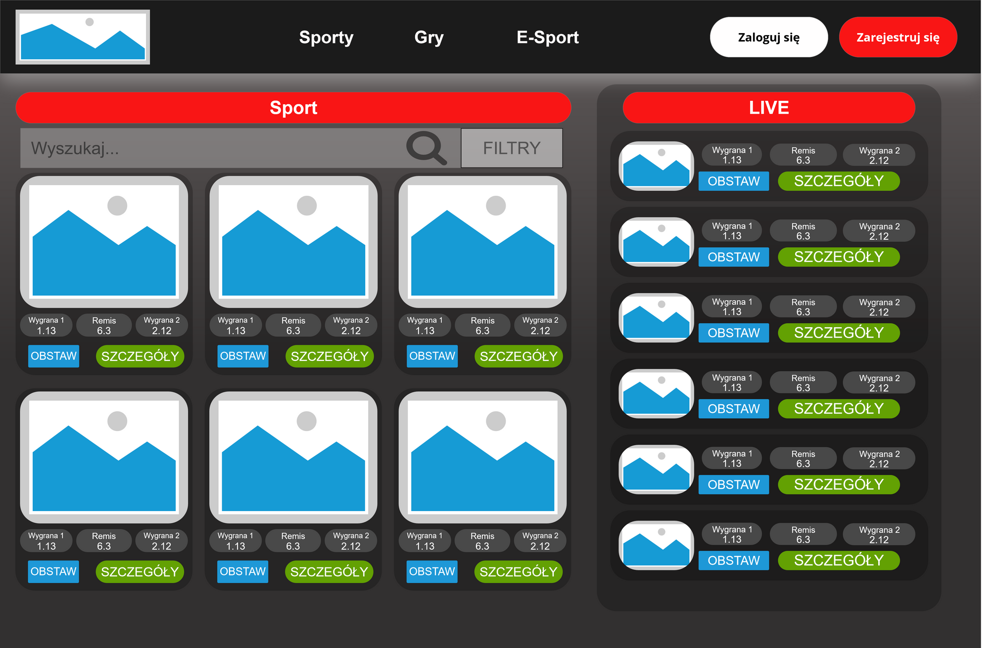 Sporty
Gry
E-Sport
Zaloguj się
Zarejestruj się
Sport
Wyszukaj...
FILTRY
Wygrana 1 Remis Wygrana 2
1.13 6.3 2.12
OBSTAW SZCZEGÓŁY
Wygrana 1 Remis Wygrana 2
1.13 6.3 2.12
OBSTAW SZCZEGÓŁY
Wygrana 1 Remis Wygrana 2
1.13 6.3 2.12
OBSTAW SZCZEGÓŁY
Wygrana 1 Remis Wygrana 2
1.13 6.3 2.12
OBSTAW SZCZEGÓŁY
Wygrana 1 Remis Wygrana 2
1.13 6.3 2.12
OBSTAW SZCZEGÓŁY
Wygrana 1 Remis Wygrana 2
1.13 6.3 2.12
OBSTAW SZCZEGÓŁY
LIVE
Wygrana 1 Remis Wygrana 2
1.13 6.3 2.12
OBSTAW SZCZEGÓŁY
Wygrana 1 Remis Wygrana 2
1.13 6.3 2.12
OBSTAW SZCZEGÓŁY
Wygrana 1 Remis Wygrana 2
1.13 6.3 2.12
OBSTAW SZCZEGÓŁY
Wygrana 1 Remis Wygrana 2
1.13 6.3 2.12
OBSTAW SZCZEGÓŁY
Wygrana 1 Remis Wygrana 2
1.13 6.3 2.12
OBSTAW SZCZEGÓŁY
Wygrana 1 Remis Wygrana 2
1.13 6.3 2.12
OBSTAW SZCZEGÓŁY